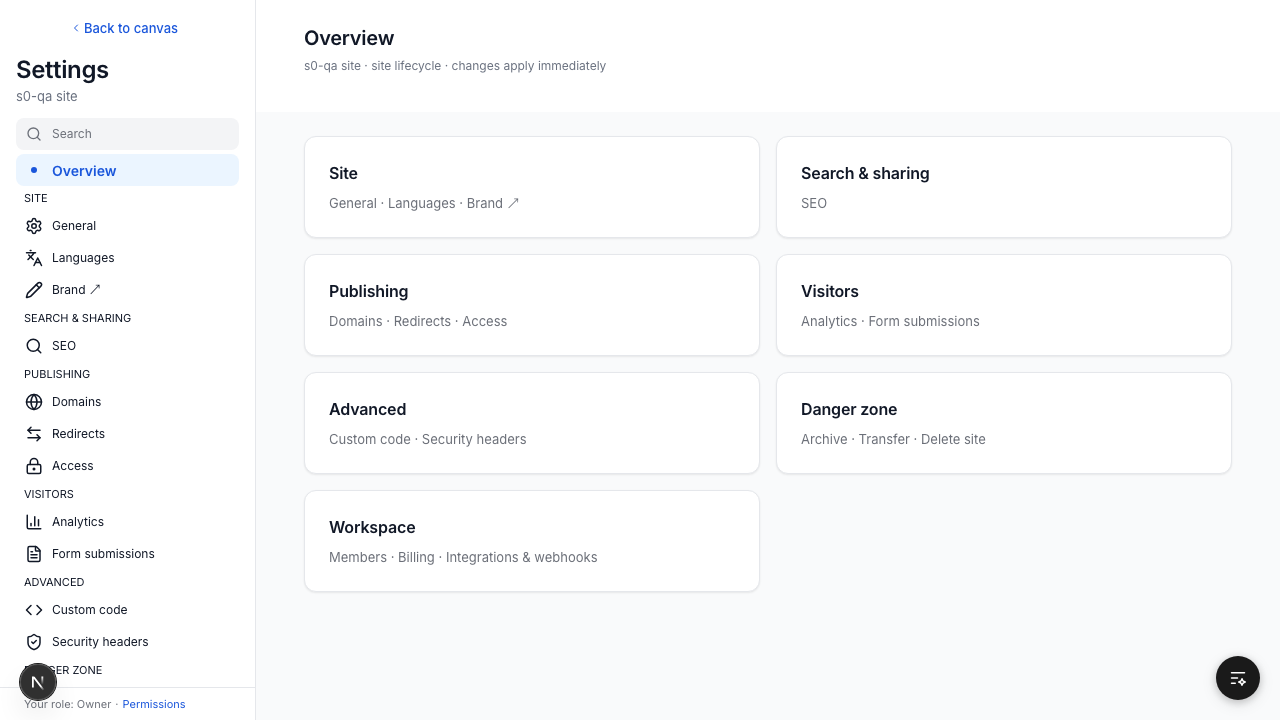 Back to canvas
Settings
s0-qa site
Search
Overview
SITE
General
Languages
Brand ↗
SEARCH & SHARING
SEO
PUBLISHING
Domains
Redirects
Access
VISITORS
Analytics
Form submissions
ADVANCED
Custom code
Security headers
GER ZONE
N
Your role: Owner · Permissions
Overview
s0-qa site · site lifecycle · changes apply immediately
Site
General · Languages · Brand ↗
Search & sharing
SEO
Publishing
Domains · Redirects · Access
Visitors
Analytics · Form submissions
Advanced
Custom code · Security headers
Danger zone
Archive · Transfer · Delete site
Workspace
Members · Billing · Integrations & webhooks